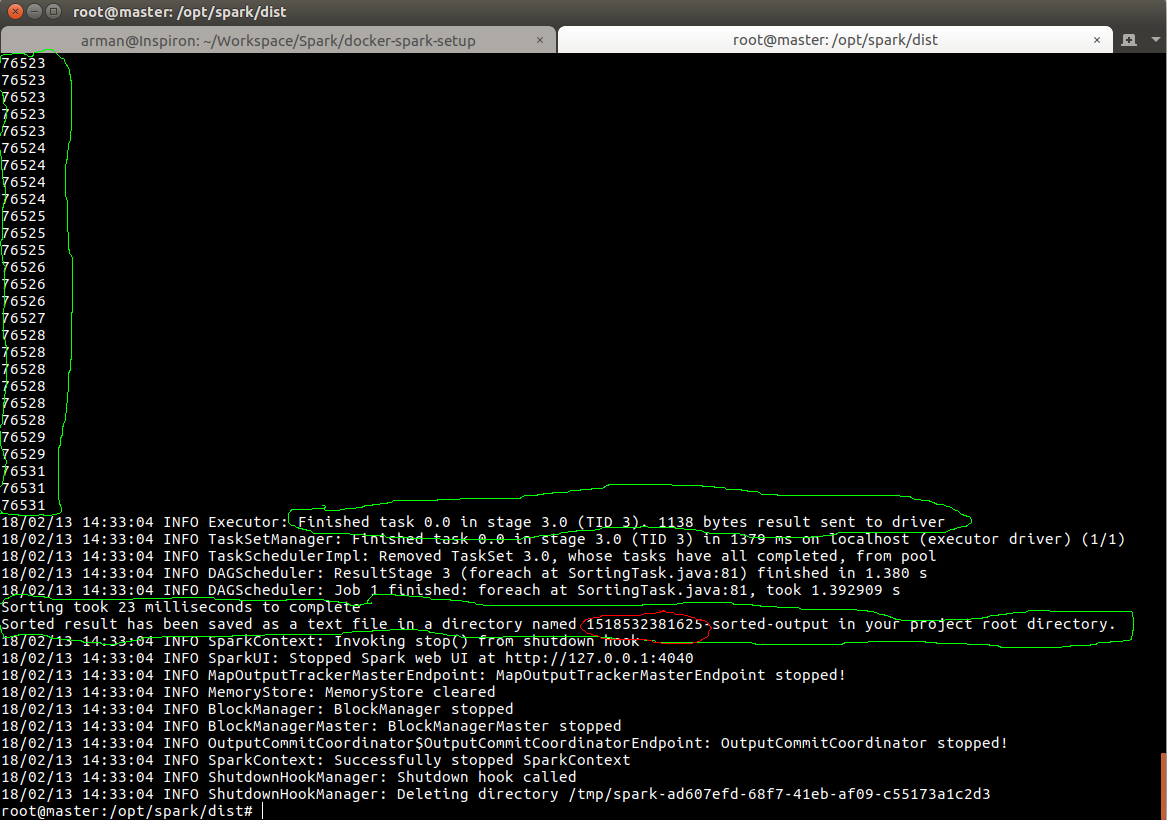 root@master: /opt/spark/dist
arman@Inspiron: ~/Workspace/Spark/docker-spark-setup × root@master: /opt/spark/dist ×
76523
76523
76523
76523
76523
76524
76524
76524
76524
76525
76525
76525
76526
76526
76526
76527
76528
76528
76528
76528
76528
76528
76529
76529
76531
76531
76531
18/02/13 14:33:04 INFO Executor: Finished task 0.0 in stage 3.0 (TID 3). 1138 bytes result sent to driver
18/02/13 14:33:04 INFO TaskSetManager: Finished task 0.0 in stage 3.0 (TID 3) in 1379 ms on localhost (executor driver) (1/1)
18/02/13 14:33:04 INFO TaskSchedulerImpl: Removed TaskSet 3.0, whose tasks have all completed, from pool
18/02/13 14:33:04 INFO DAGScheduler: ResultStage 3 (foreach at SortingTask.java:81) finished in 1.380 s
18/02/13 14:33:04 INFO DAGScheduler: Job 1 finished: foreach at SortingTask.java:81, took 1.392909 s
Sorting took 23 milliseconds to complete
Sorted result has been saved as a text file in a directory named 1518532381625-sorted-output in your project root directory.
18/02/13 14:33:04 INFO SparkContext: Invoking stop() from shutdown hook
18/02/13 14:33:04 INFO SparkUI: Stopped Spark web UI at http://127.0.0.1:4040
18/02/13 14:33:04 INFO MapOutputTrackerMasterEndpoint: MapOutputTrackerMasterEndpoint stopped!
18/02/13 14:33:04 INFO MemoryStore: MemoryStore cleared
18/02/13 14:33:04 INFO BlockManager: BlockManager stopped
18/02/13 14:33:04 INFO BlockManagerMaster: BlockManagerMaster stopped
18/02/13 14:33:04 INFO OutputCommitCoordinator$OutputCommitCoordinatorEndpoint: OutputCommitCoordinator stopped!
18/02/13 14:33:04 INFO SparkContext: Successfully stopped SparkContext
18/02/13 14:33:04 INFO ShutdownHookManager: Shutdown hook called
18/02/13 14:33:04 INFO ShutdownHookManager: Deleting directory /tmp/spark-ad607efd-68f7-41eb-af09-c55173a1c2d3
root@master:/opt/spark/dist#